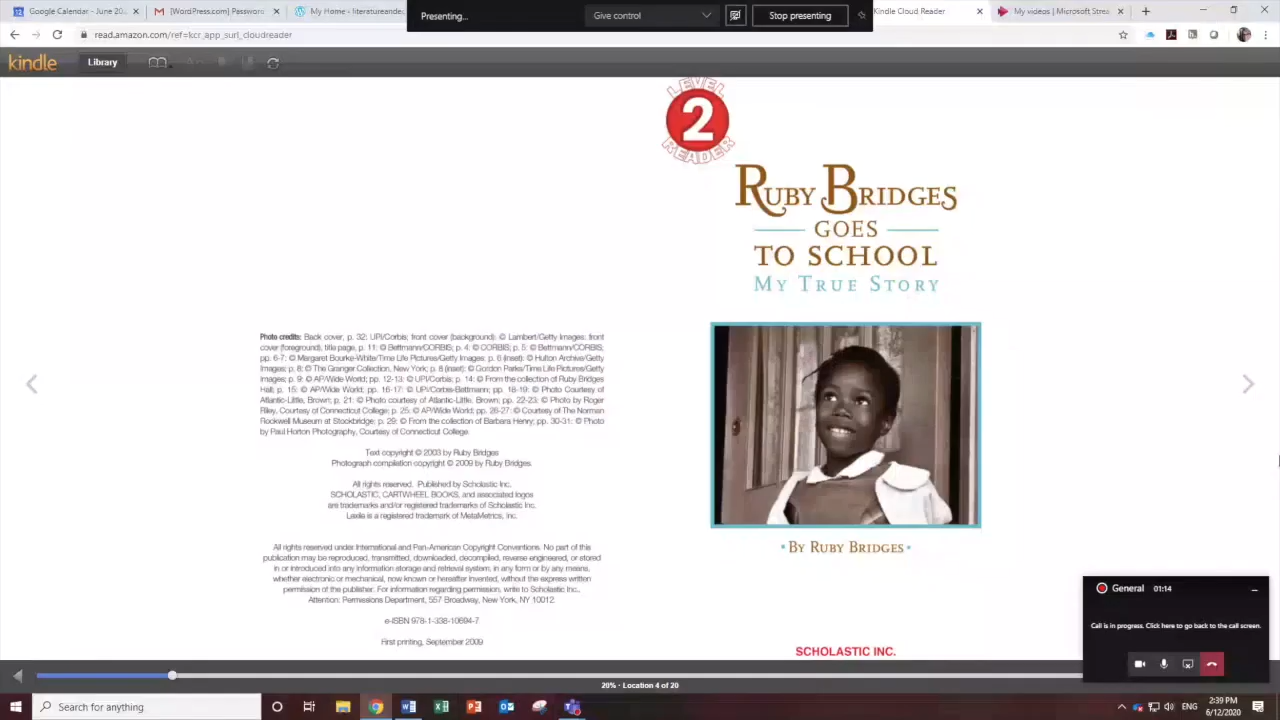 Google Calendar - June 20
[WordPress.com] Password
My Home - literatureandi
Presenting...
Give control
Stop presenting
Kindle Cloud Reader
My videos | Microsoft Strea
read.amazon.com/ref=kcr_app_surl_cloudreader
kindle
Library
LEVEL
2
READER
RUBY BRIDGES
GOES
TO SCHOOL
MY TRUE STORY
Photo credits: Back cover, p. 32: UPI/Corbis; front cover (background): © Lambert/Getty Images; front
cover (foreground), title page, p. 11: © Bettmann/CORBIS; p. 4: © CORBIS; p. 5: © Bettmann/CORBIS;
pp. 6-7: © Margaret Bourke-White/Time Life Pictures/Getty Images; p. 6 (inset): © Hulton Archive/Getty
Images; p. 8: © The Granger Collection, New York; p. 8 (inset): © Gordon Parks/Time Life Pictures/Getty
Images; p. 9: © AP/Wide World; pp. 12-13: © UPI/Corbis; p. 14: © From the collection of Ruby Bridges
Hall; p. 15: © AP/Wide World; pp. 16-17: © UPI/Corbis-Bettmann; pp. 18-19: © Photo Courtesy of
Atlantic-Little, Brown; p. 21: © Photo courtesy of Atlantic-Little, Brown; pp. 22-23: © Photo by Roger
Riley, Courtesy of Connecticut College; p. 25: © AP/Wide World; pp. 26-27: © Courtesy of The Norman
Rockwell Museum at Stockbridge; p. 29: © From the collection of Barbara Henry; pp. 30-31: © Photo
by Paul Horton Photography, Courtesy of Connecticut College
Text copyright © 2003 by Ruby Bridges
Photograph compilation copyright © 2009 by Ruby Bridges.
All rights reserved. Published by Scholastic Inc.
SCHOLASTIC, CARTWHEEL BOOKS, and associated logos
are trademarks and/or registered trademarks of Scholastic Inc.
Lexile is a registered trademark of MetaMetrics, Inc.
All rights reserved under International and Pan-American Copyright Conventions. No part of this
publication may be reproduced, transmitted, downloaded, decompiled, reverse engineered, or stored
in or introduced into any information storage and retrieval system, in any form or by any means,
whether electronic or mechanical, now known or hereafter invented, without the express written
permission of the publisher. For information regarding permission, write to Scholastic Inc.,
Attention: Permissions Department, 557 Broadway, New York, NY 10012.
e-ISBN 978-1-338-10694-7
First printing, September 2009
• BY RUBY BRIDGES •
SCHOLASTIC INC.
General 01:14
Call is in progress. Click here to go back to the call screen.
20% · Location 4 of 20
Search for anything
2:39 PM
6/12/2020